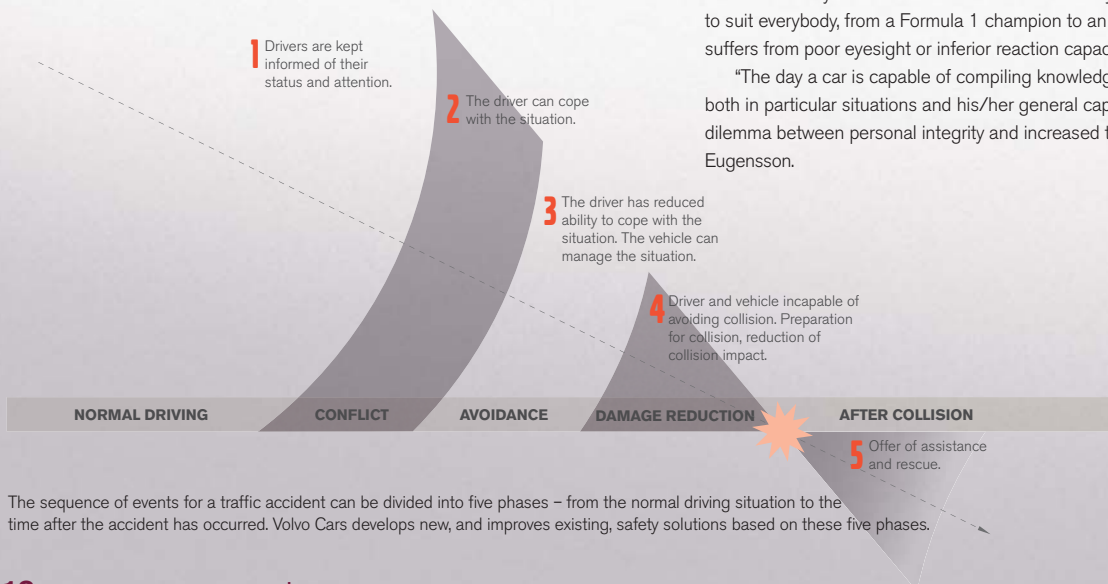 to suit everybody, from a Formula 1 champion to an
suffers from poor eyesight or inferior reaction
"The day a car is capable of compiling
both in particular situations and his/her general
dilemma between personal integrity and increased
Eugensson.
1 Drivers are kept
informed of their
status and attention.
2 The driver can cope
with the situation.
3 The driver has reduced
ability to cope with the
situation. The vehicle can
manage the situation.
4 Driver and vehicle incapable of
avoiding collision. Preparation
for collision, reduction of
collision impact.
NORMAL DRIVING CONFLICT AVOIDANCE DAMAGE REDUCTION AFTER COLLISION
5 Offer of assistance
and rescue.
The sequence of events for a traffic accident can be divided into five phases – from the normal driving situation to the
time after the accident has occurred. Volvo Cars develops new, and improves existing, safety solutions based on these five phases.